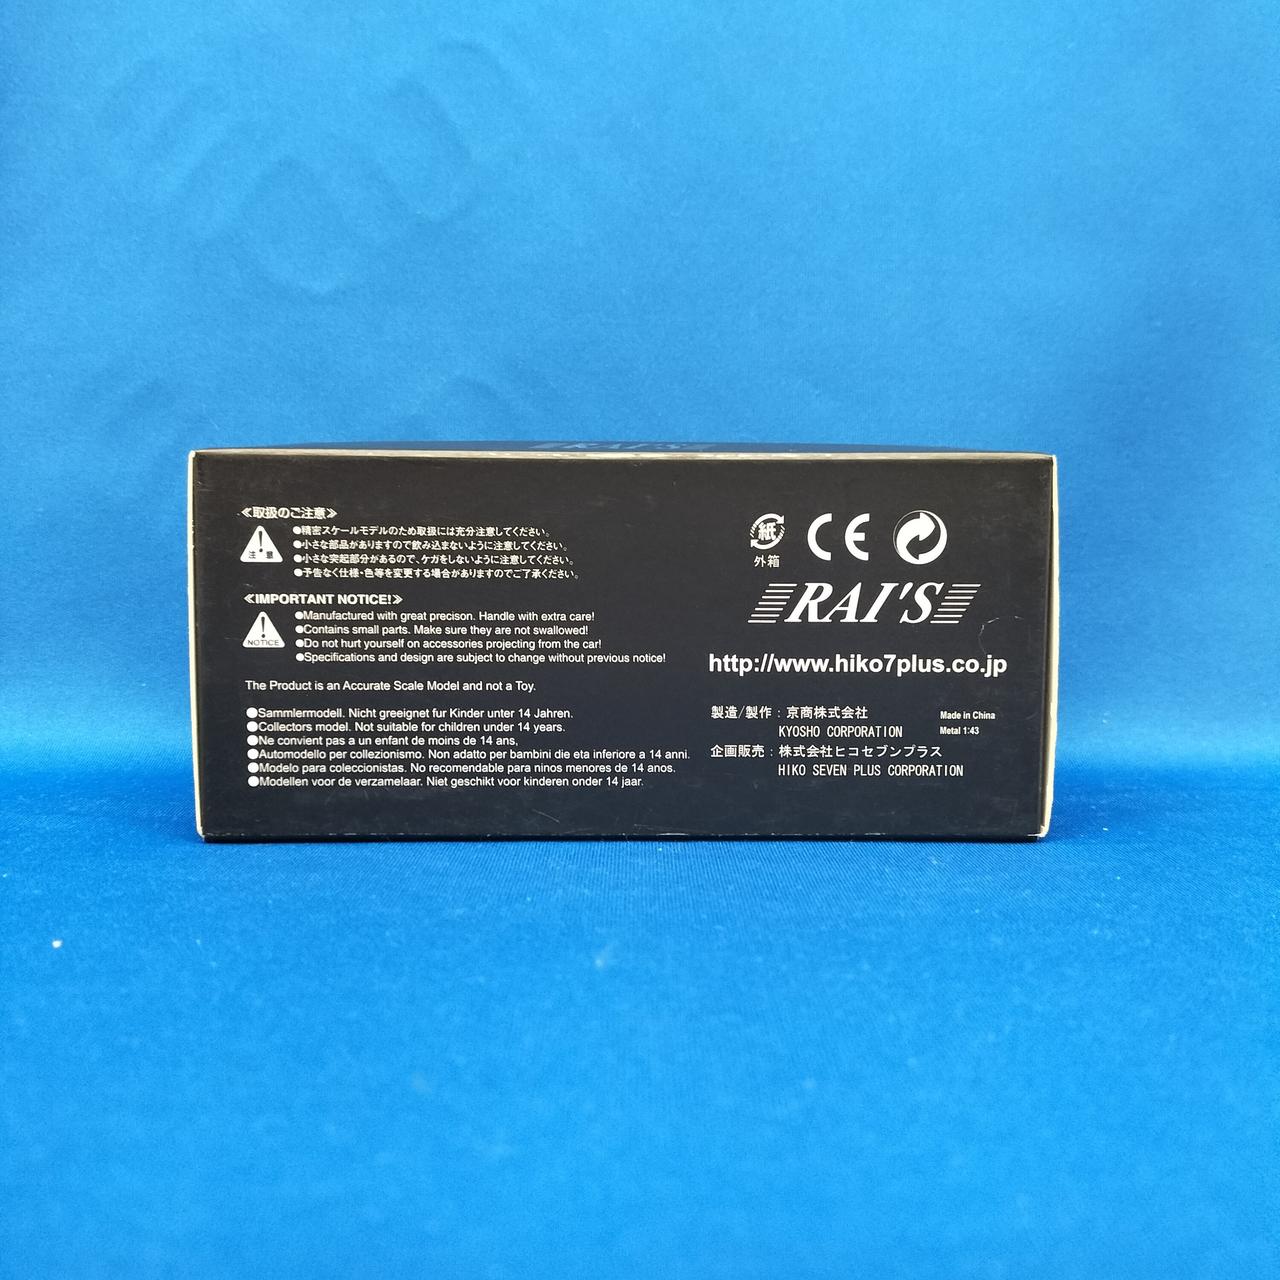 RAI'S
≪取扱のご注意≫
注意
●精密スケールモデルのため取扱には充分注意してください。
●小さな部品がありますので飲み込まないように注意してください。
●小さな突起部分があるので、ケガをしないように注意してください。
●予告なく仕様・色等を変更する場合がありますのでご了承ください。
≪IMPORTANT NOTICE!≫
NOTICE
●Manufactured with great precison. Handle with extra care!
●Contains small parts. Make sure they are not swallowed!
●Do not hurt yourself on accessories projecting from the car!
●Specifications and design are subject to change without previous notice!
The Product is an Accurate Scale Model and not a Toy.
●Sammlermodell. Nicht greeignet fur Kinder unter 14 Jahren.
●Collectors model. Not suitable for children under 14 years.
●Ne convient pas a un enfant de moins de 14 ans,
●Automodello per collezionismo. Non adatto per bambini die eta inferiore a 14 anni.
●Modelo para coleccionistas. No recomendable para ninos menores de 14 anos.
●Modellen voor de verzamelaar. Niet geschikt voor kinderen onder 14 jaar.
紙
外箱
CE
RAI'S
http://www.hiko7plus.co.jp
製造/製作：京商株式会社
KYOSHO CORPORATION
企画販売：株式会社ヒコセブンプラス
HIKO SEVEN PLUS CORPORATION
Made in China
Metal 1:43